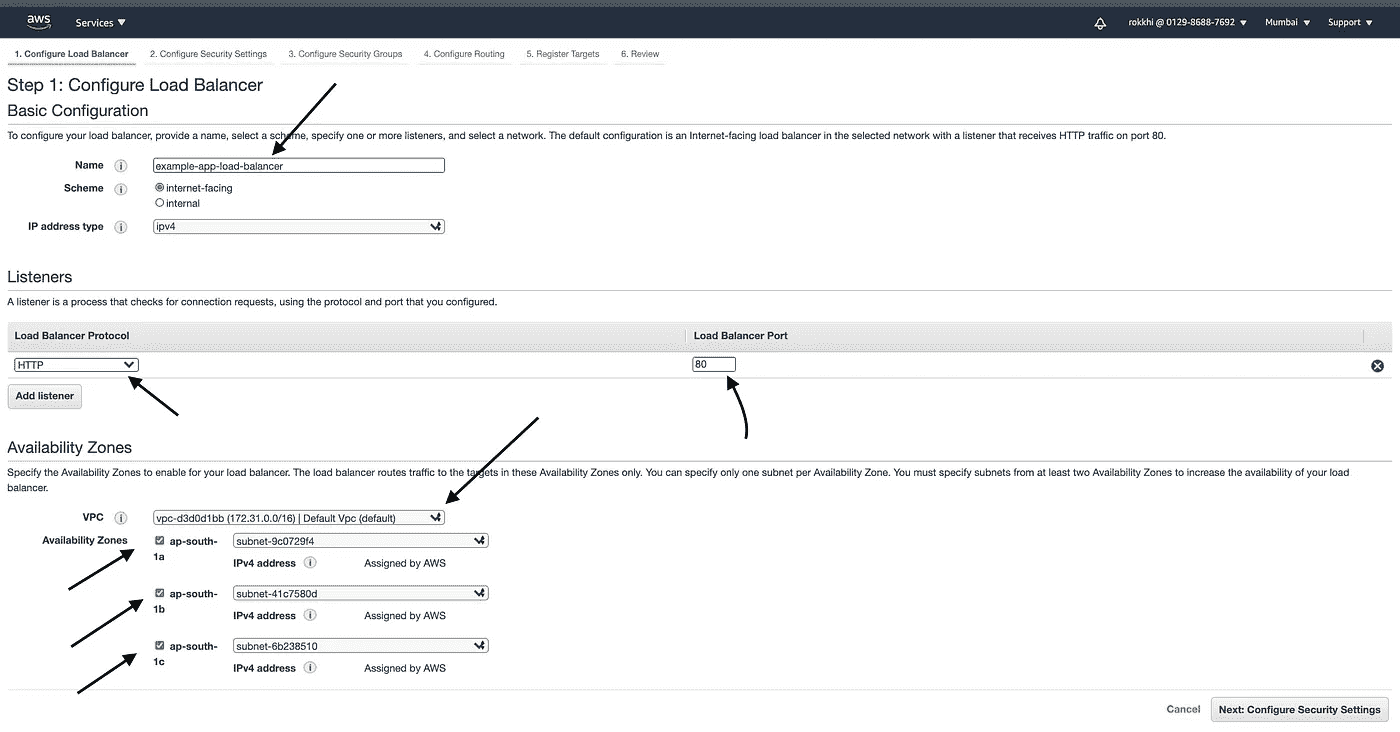 aws Services rokkhi @ 0129-8688-7692 Mumbai Support
1. Configure Load Balancer 2. Configure Security Settings 3. Configure Security Groups 4. Configure Routing 5. Register Targets 6. Review
Step 1: Configure Load Balancer
Basic Configuration
To configure your load balancer, provide a name, select a scheme, specify one or more listeners, and select a network. The default configuration is an Internet-facing load balancer in the selected network with a listener that receives HTTP traffic on port 80.
Name i example-app-load-balancer
Scheme i internet-facing
internal
IP address type i ipv4
Listeners
A listener is a process that checks for connection requests, using the protocol and port that you configured.
Load Balancer Protocol Load Balancer Port
HTTP 80
Add listener
Availability Zones
Specify the Availability Zones to enable for your load balancer. The load balancer routes traffic to the targets in these Availability Zones only. You can specify only one subnet per Availability Zone. You must specify subnets from at least two Availability Zones to increase the availability of your load
balancer.
VPC i vpc-d3d0d1bb (172.31.0.0/16) | Default Vpc (default)
Availability Zones ap-south- subnet-9c0729f4
1a IPv4 address i Assigned by AWS
ap-south- subnet-41c7580d
1b IPv4 address i Assigned by AWS
ap-south- subnet-6b238510
1c IPv4 address i Assigned by AWS
Cancel Next: Configure Security Settings